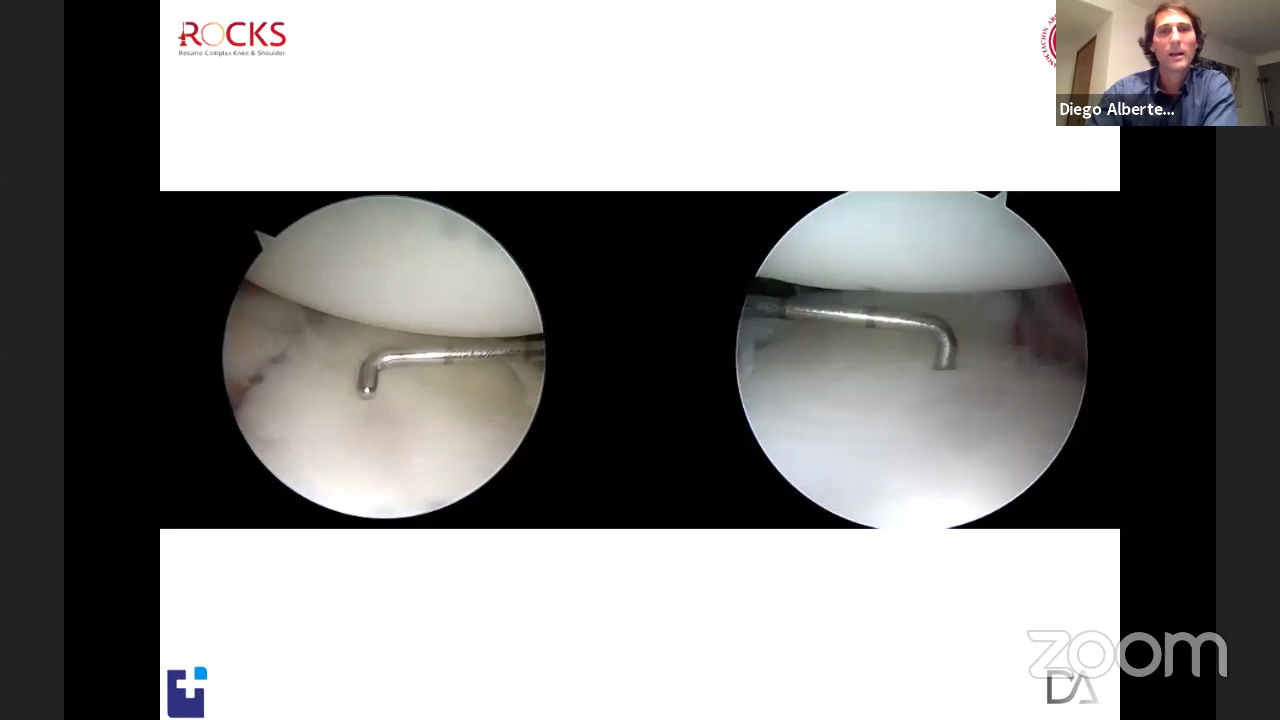 ROCKS
Rosario Complex Knee & Shoulder
Diego Alberte...
zoom
DA